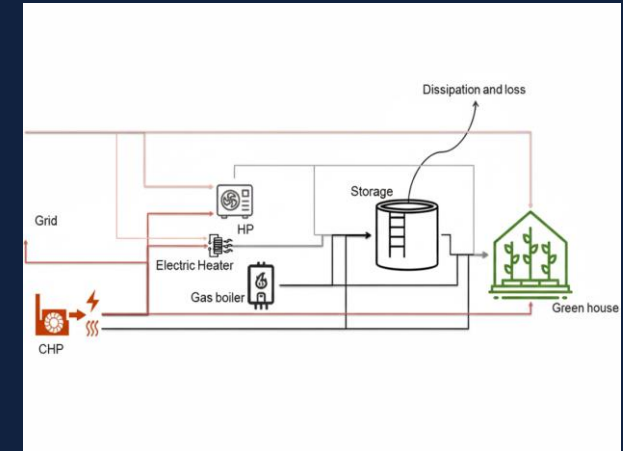 Dissipation and loss
Storage
Grid
HP
Electric Heater
Gas boiler
Green house
CHP